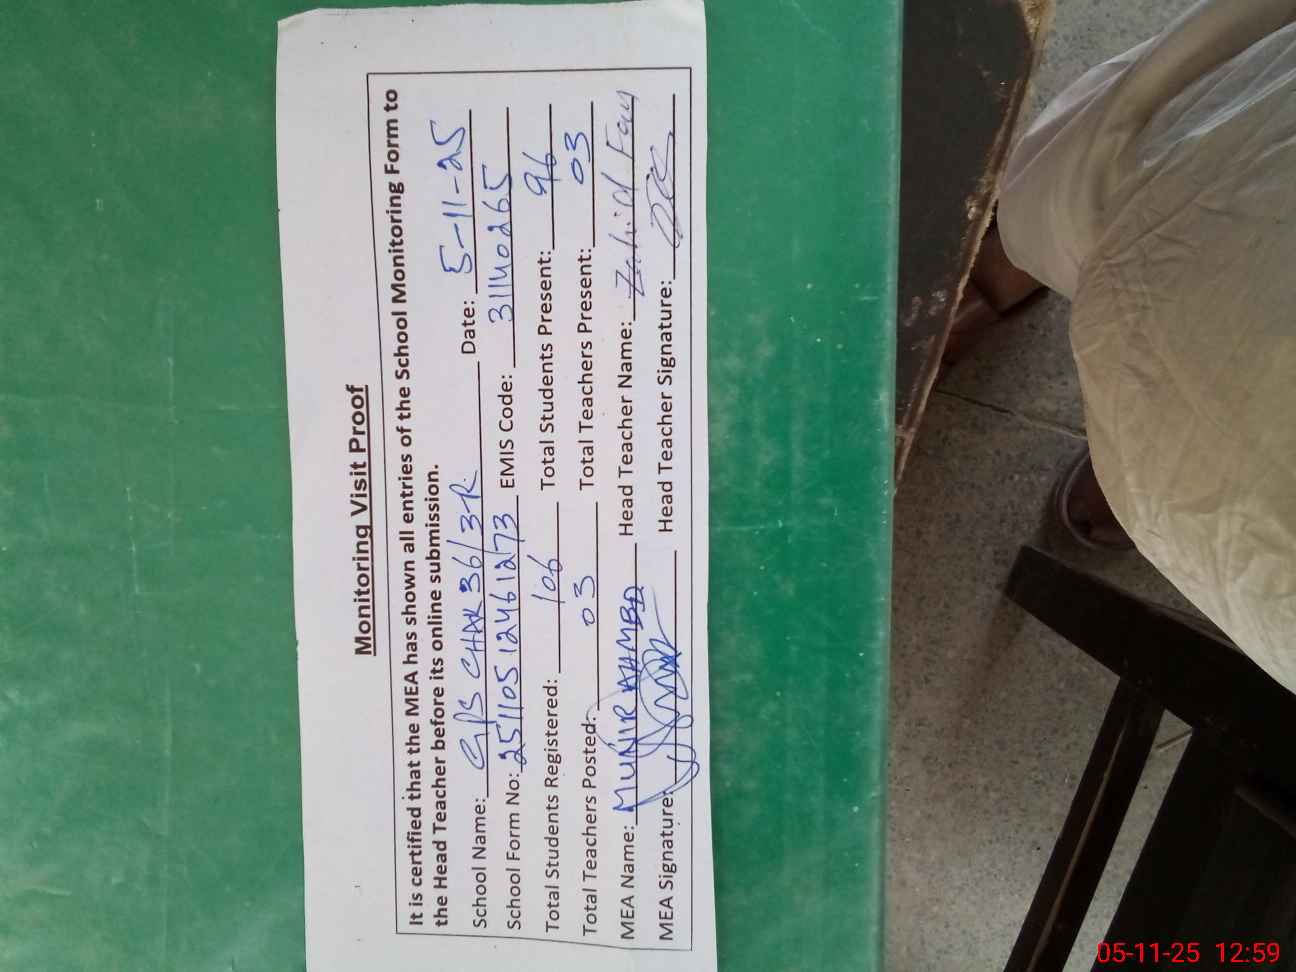 Monitoring Visit Proof
It is certified that the MEA has shown all entries of the School Monitoring Form to
the Head Teacher before its online submission.
School Name: GPS CHAK 36/3R Date: 5-11-25
School Form No: 25110512461273 EMIS Code: 31140265
Total Students Registered: 106 Total Students Present: 96
Total Teachers Posted: 03 Total Teachers Present: 03
MEA Name: MUNIR AHMED Head Teacher Name: Zahid
MEA Signature: Head Teacher Signature:
05-11-25 12:59